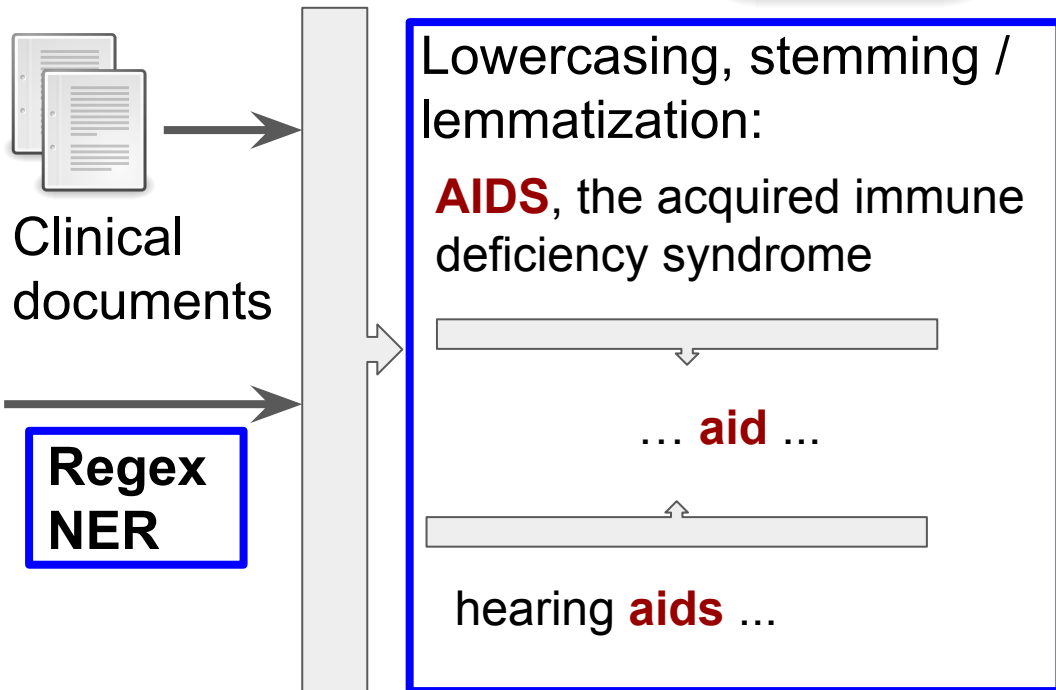 Clinical
documents
Regex
NER
Lowercasing, stemming /
lemmatization:
AIDS, the acquired immune
deficiency syndrome
… aid ...
hearing aids ...